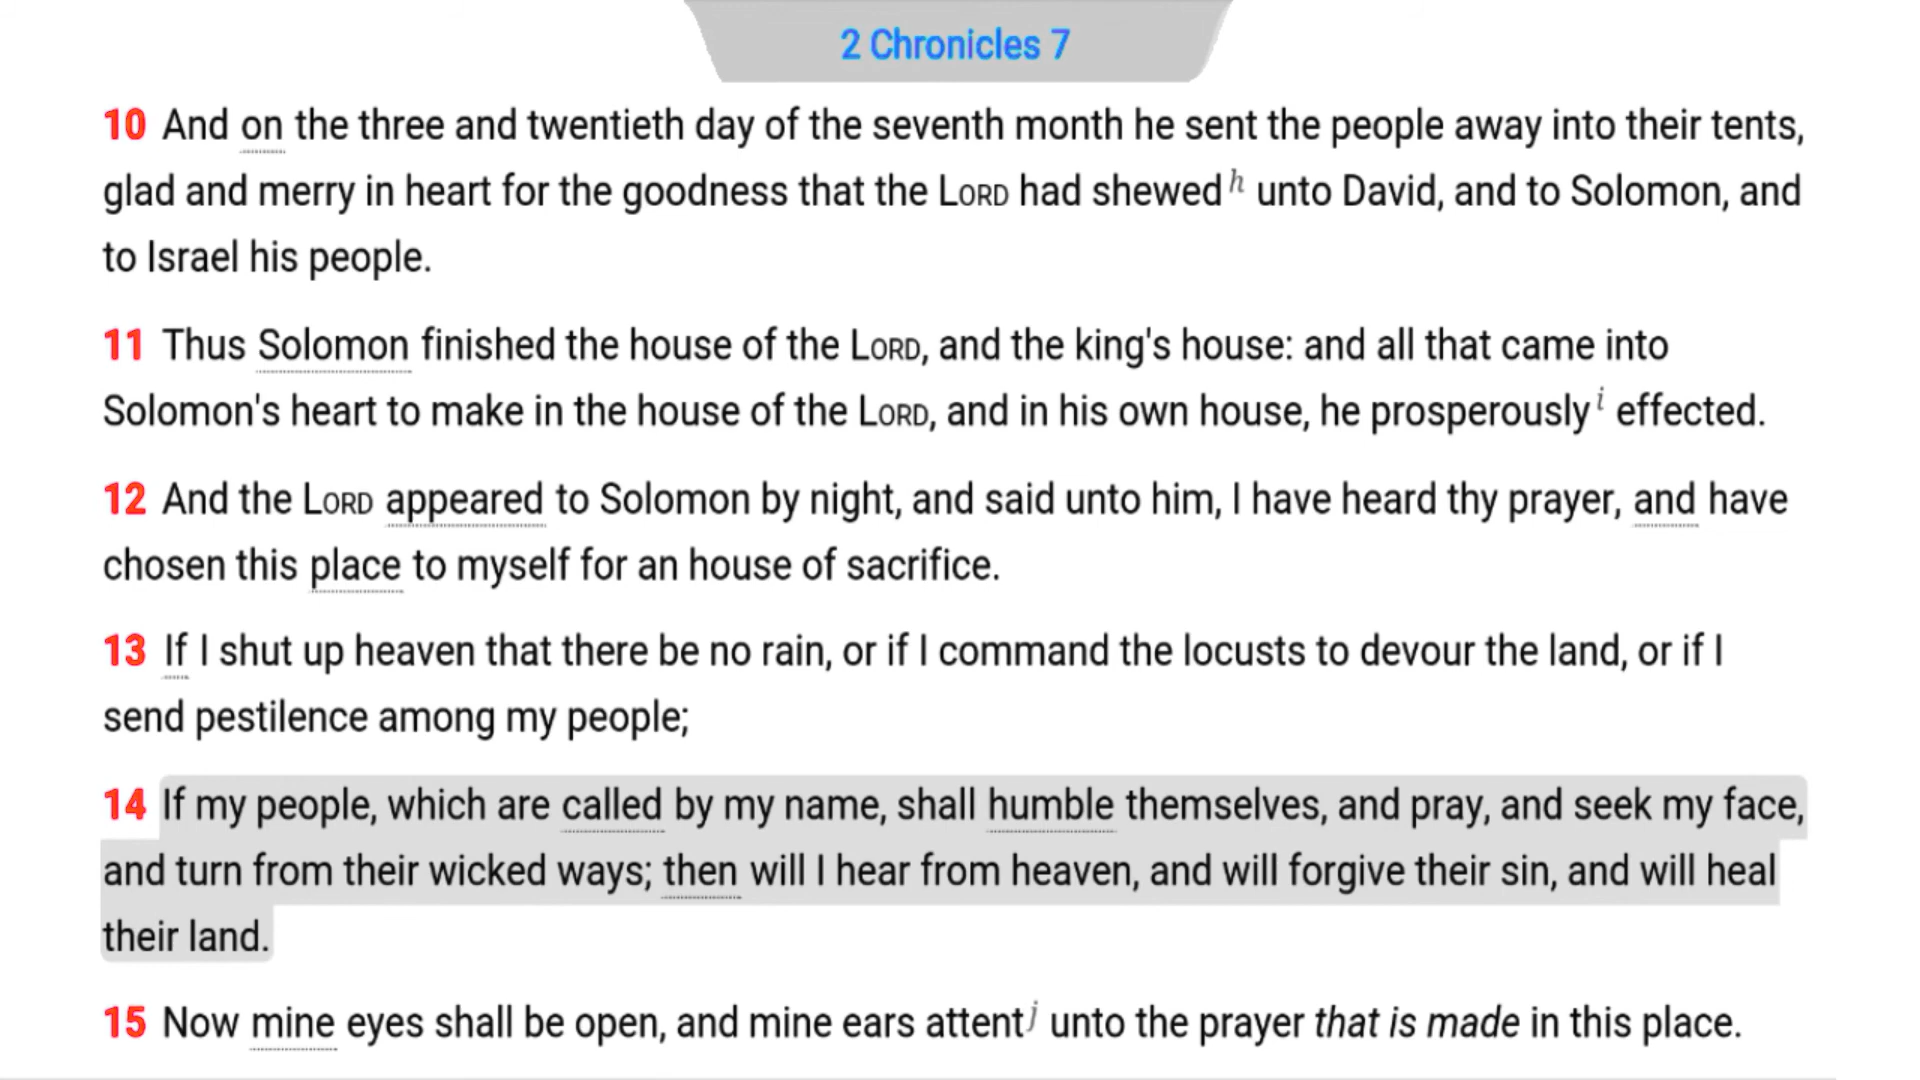 2 Chronicles 7
10 And on the three and twentieth day of the seventh month he sent the people away into their tents,
glad and merry in heart for the goodness that the LORD had shewed h unto David, and to Solomon, and
to Israel his people.
11 Thus Solomon finished the house of the LORD, and the king's house: and all that came into
Solomon's heart to make in the house of the LORD, and in his own house, he prosperously i effected.
12 And the LORD appeared to Solomon by night, and said unto him, I have heard thy prayer, and have
chosen this place to myself for an house of sacrifice.
13 If I shut up heaven that there be no rain, or if I command the locusts to devour the land, or if I
send pestilence among my people;
14 If my people, which are called by my name, shall humble themselves, and pray, and seek my face,
and turn from their wicked ways; then will I hear from heaven, and will forgive their sin, and will heal
their land.
15 Now mine eyes shall be open, and mine ears attent j unto the prayer that is made in this place.